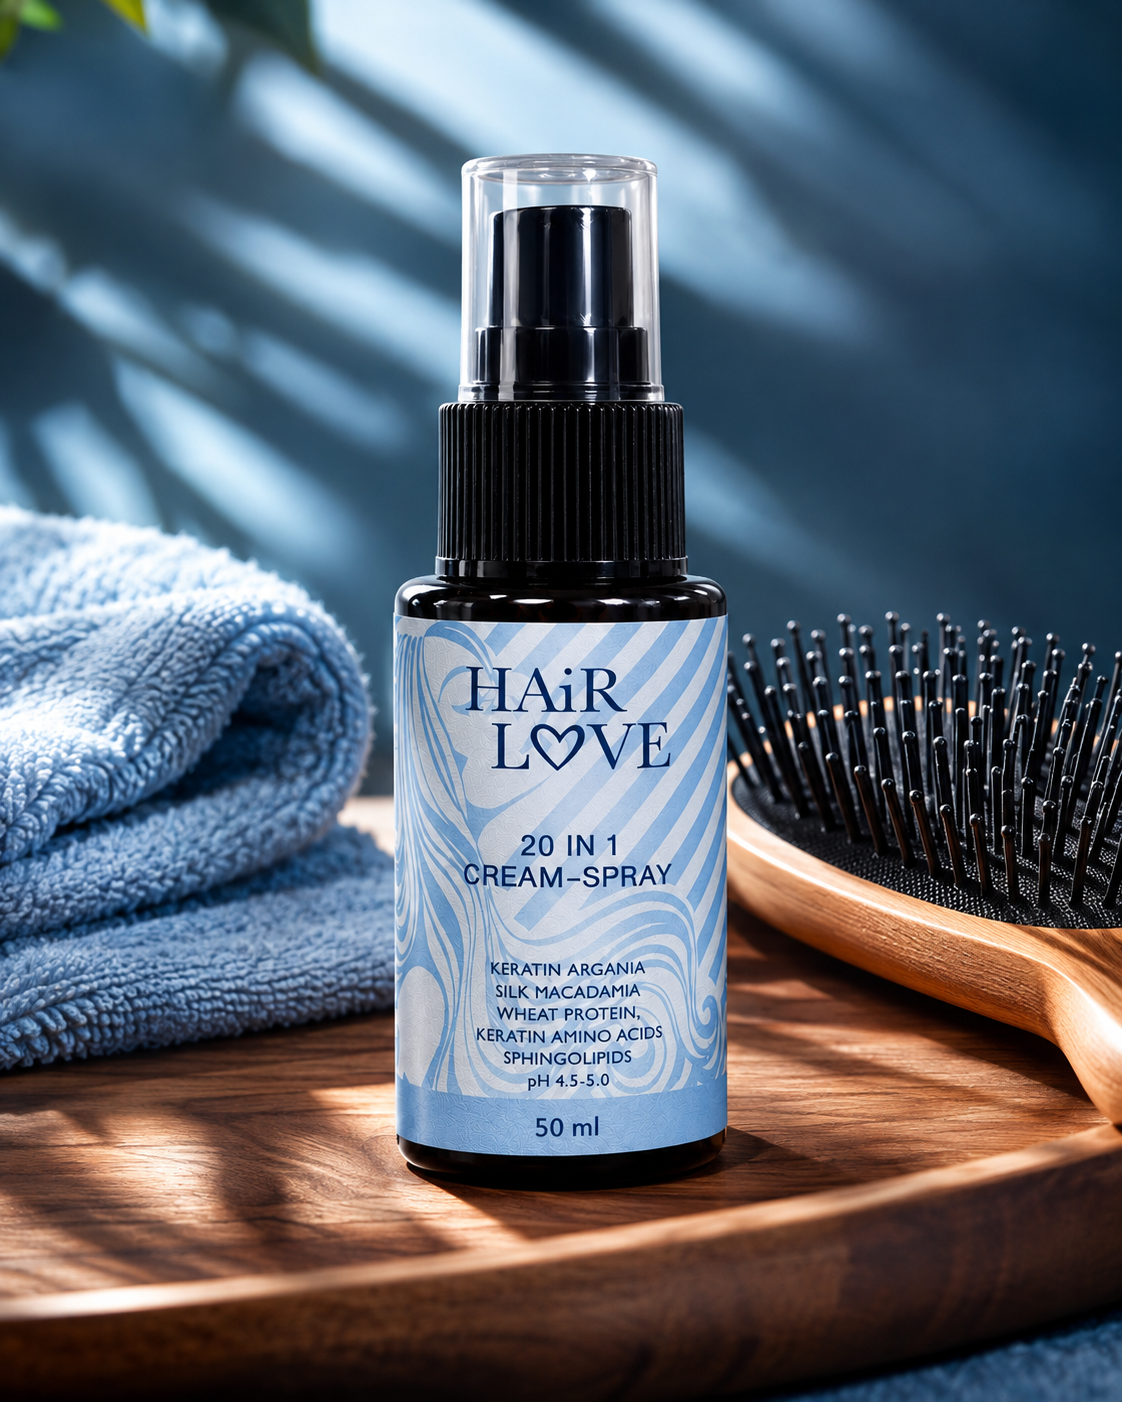 HAiR
LOVE
20 IN 1
CREAM-SPRAY
KERATIN ARGANIA
SILK MACADAMIA
WHEAT PROTEIN,
KERATIN AMINO ACIDS
SPHINGOLIPIDS
pH 4.5-5.0
50 ml